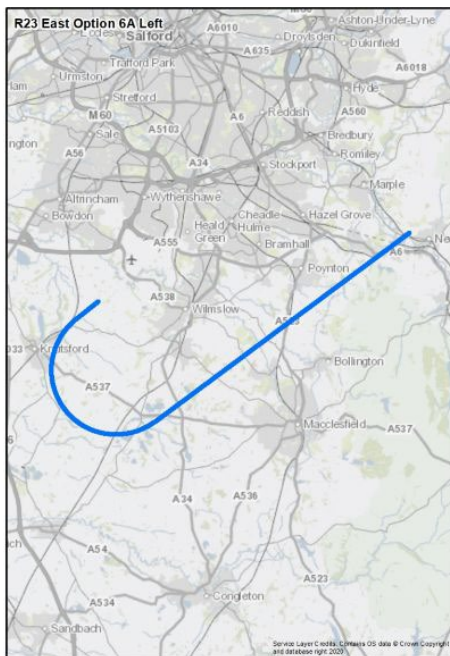 R23 East Option 6A Left
A6010
Ashton-Under-Lyne
Eccles
Salford
Droylsden
Dukinfield
Trafford Park
A635
A6018
Urmston
Hyde
Stretford
M60
Reddish
A560
Sale
A5103
A6
Bredbury
A56
A34
Romiley
Stockport
Marple
Altrincham
Wythenshawe
Bowdon
Cheadle
Hulme
Hazel Grove
Heald
Green
A555
Bramhall
New
A6
Poynton
A538
Wilmslow
Knutsford
Bollington
A537
Macclesfield
A537
A34
A536
A54
A523
A534
Congleton
Sandbach
Service Layer Credits: Contains OS data © Crown Copyright
and database right 2020